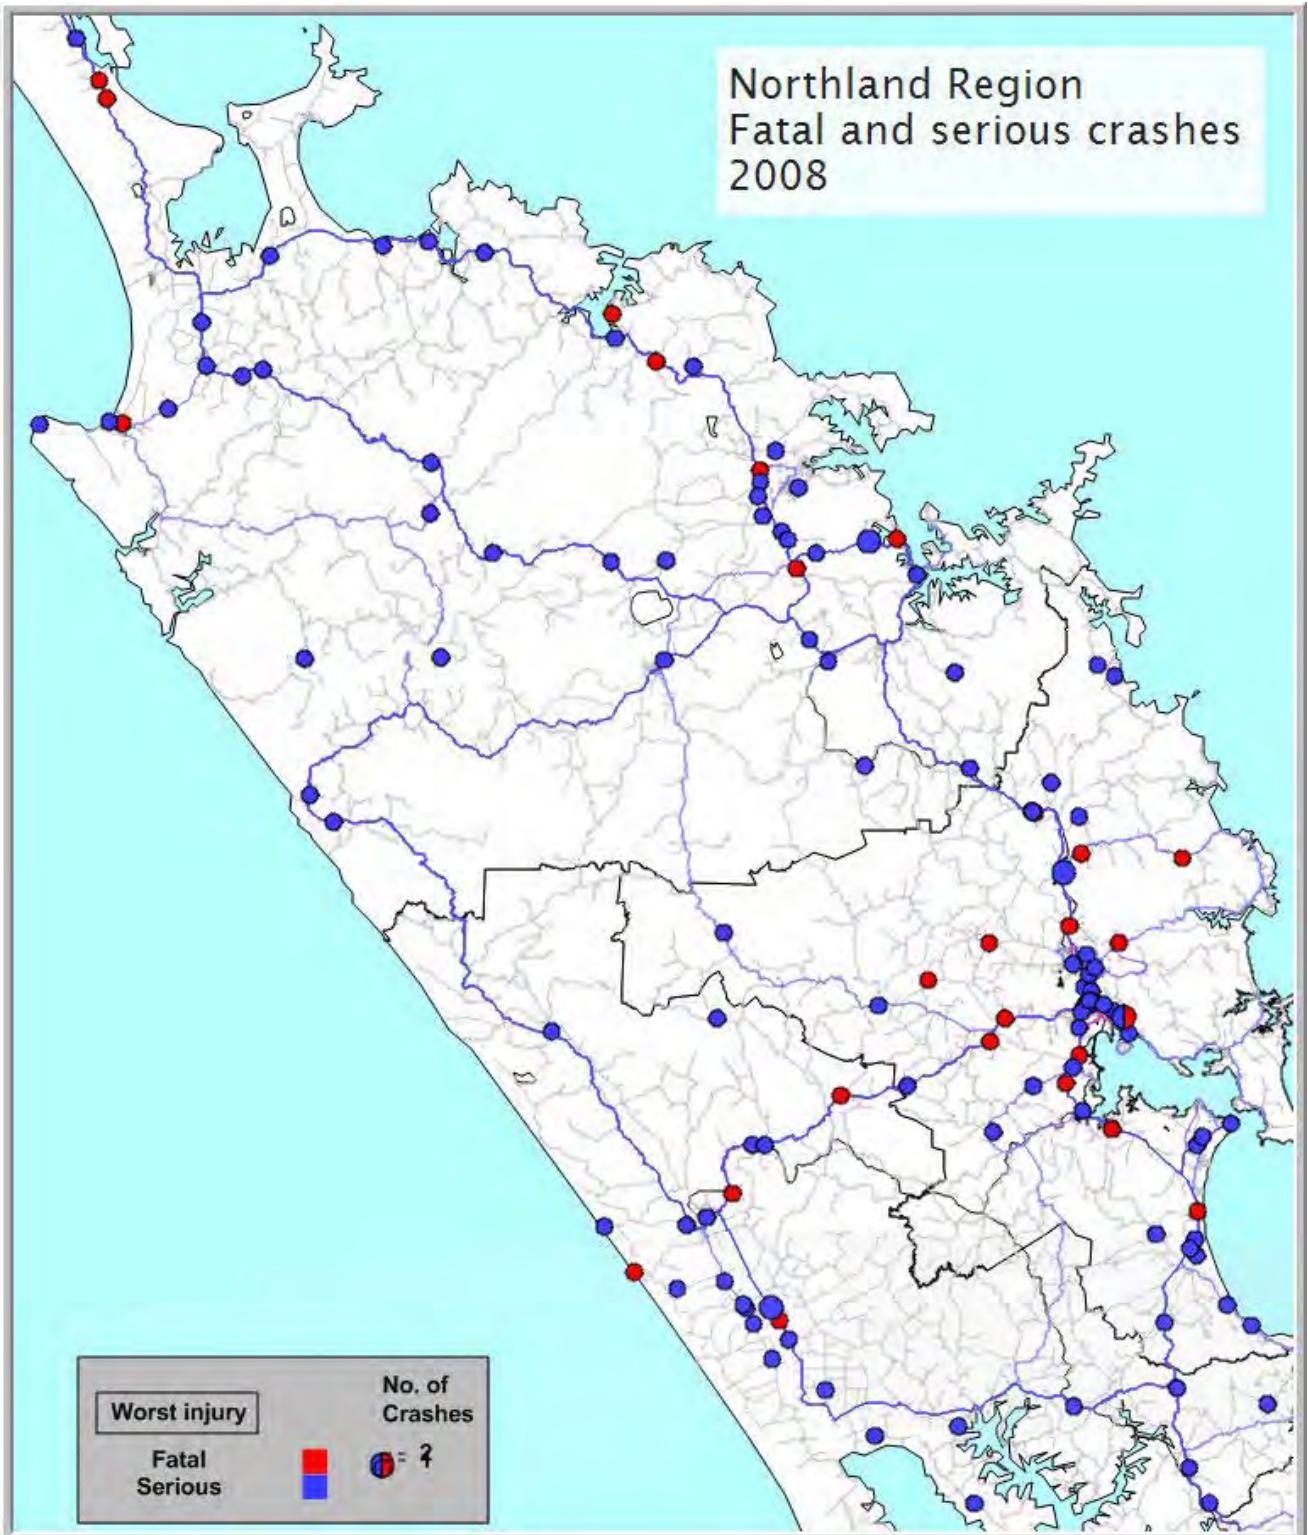 Northland Region
Fatal and serious crashes
2008
No. of
Crashes
Worst injury
Fatal
Serious